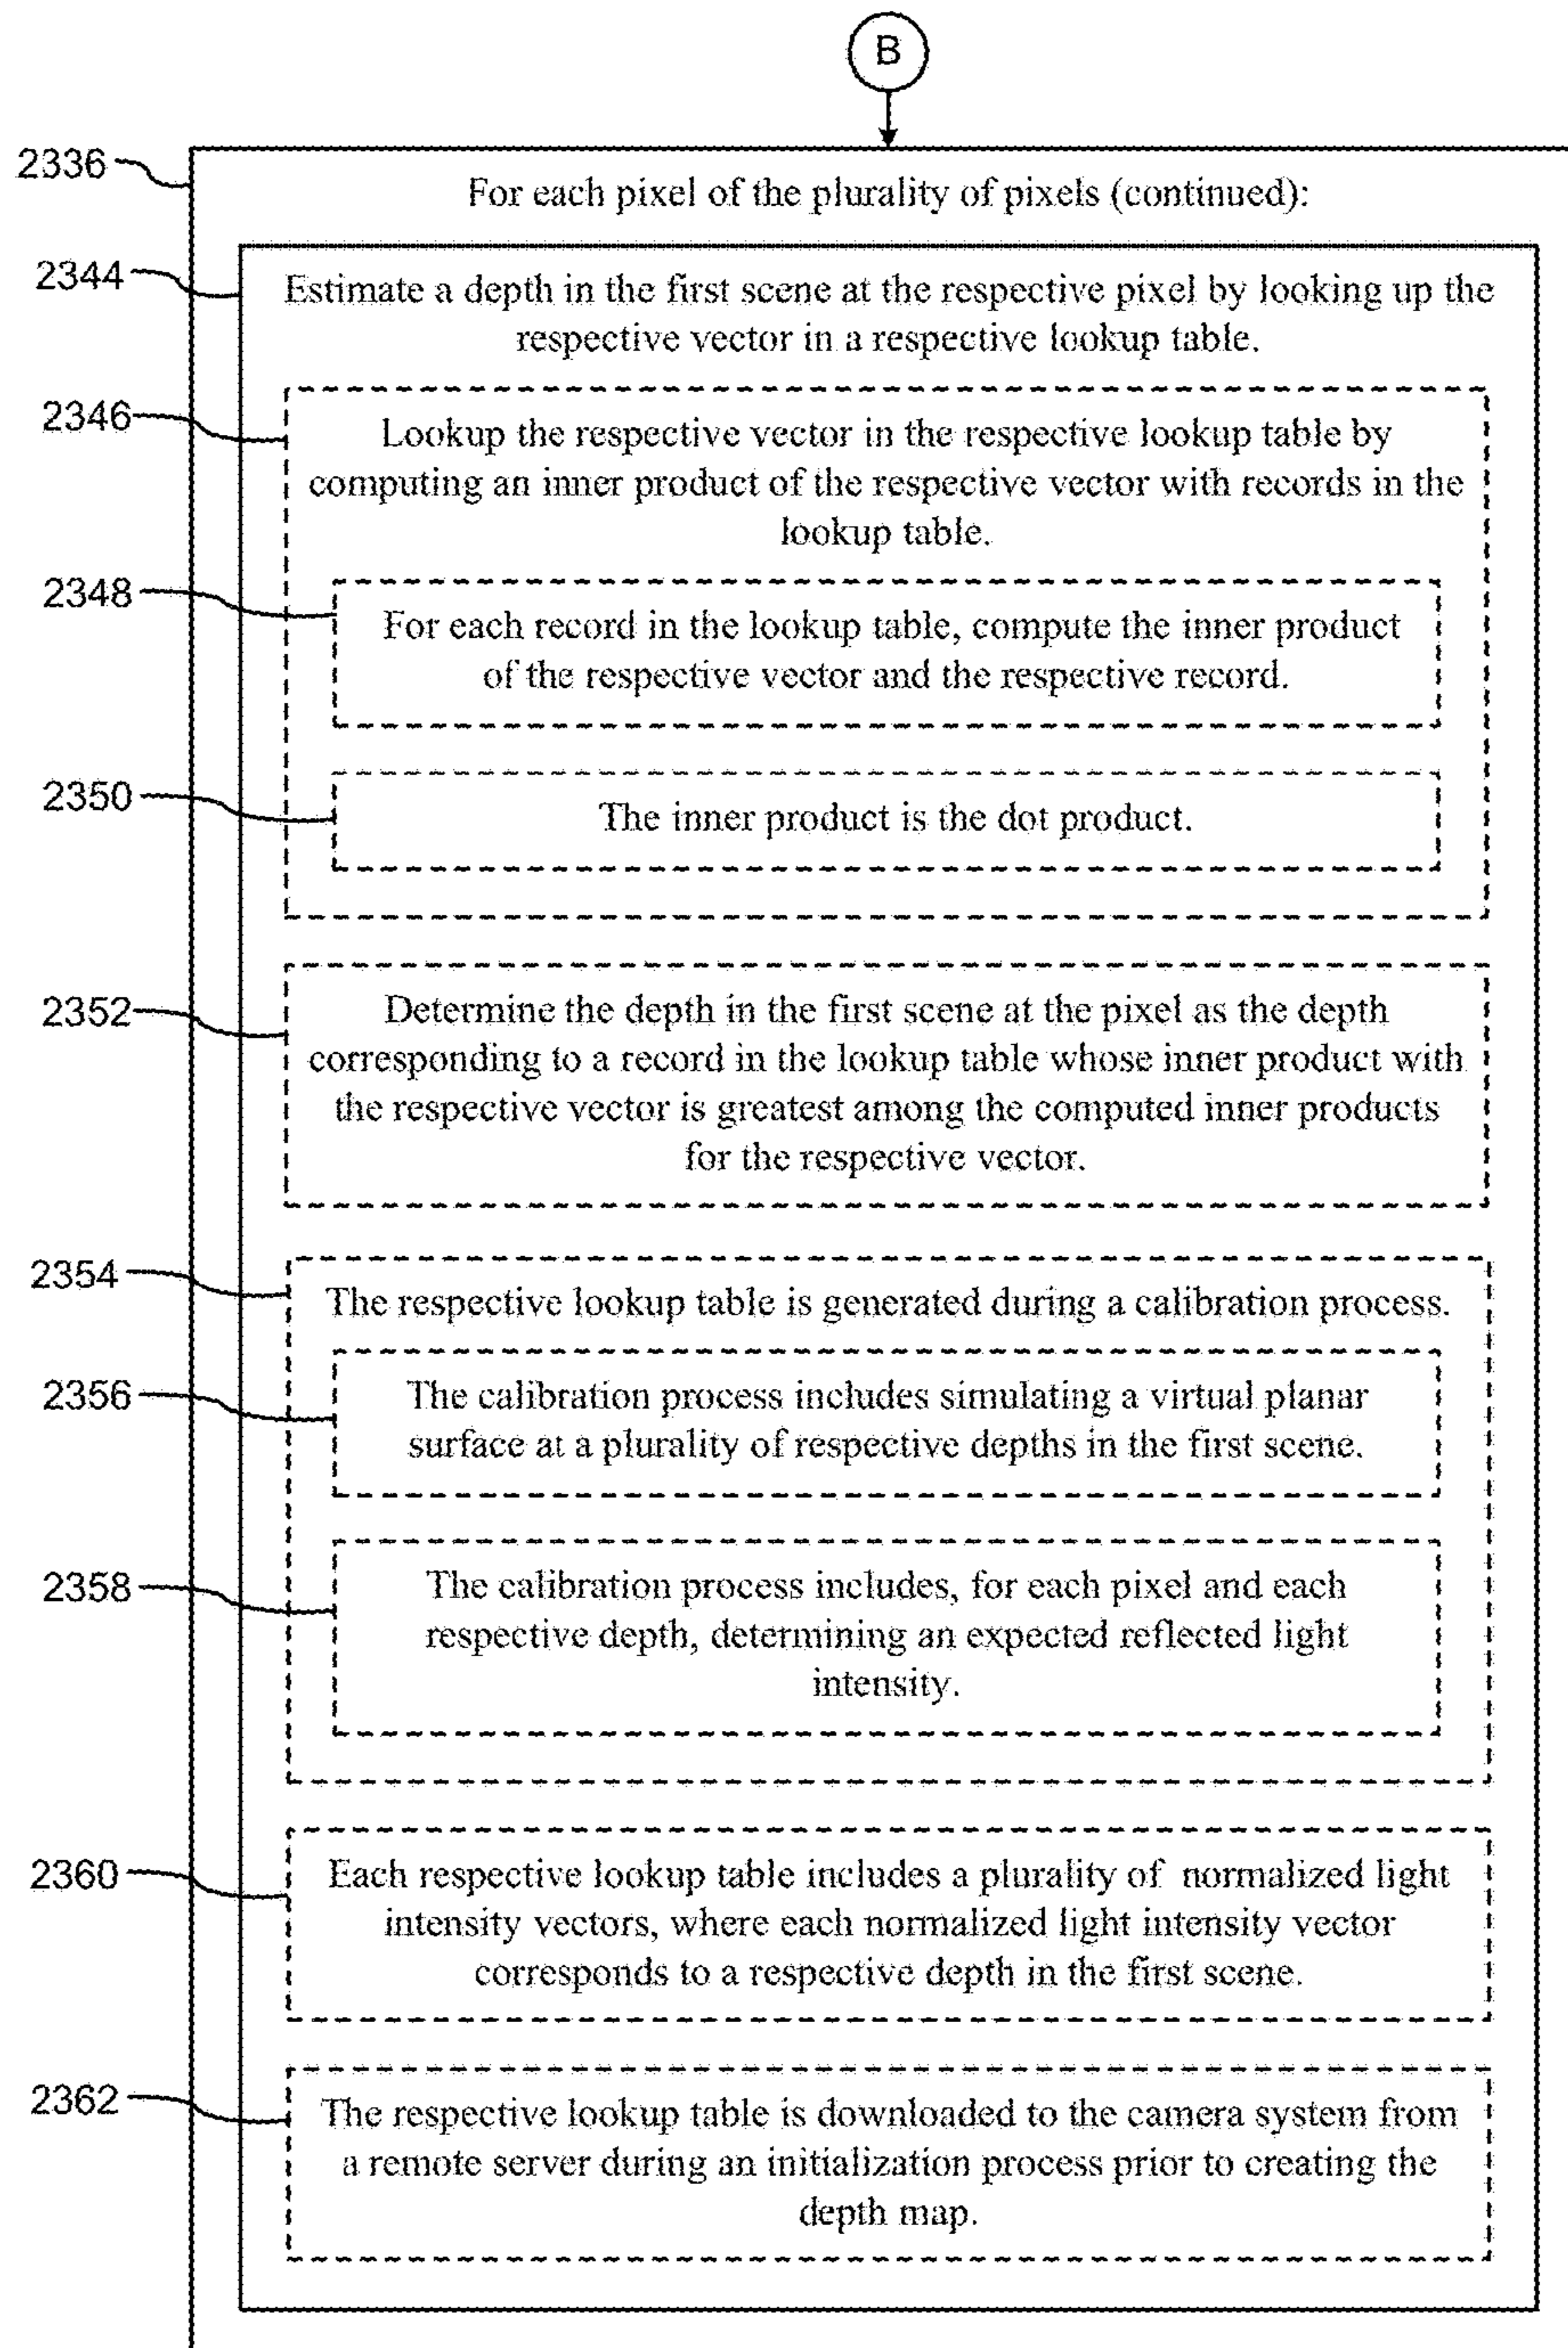 B
2336
For each pixel of the plurality of pixels (continued):
2344
Estimate a depth in the first scene at the respective pixel by looking up the
respective vector in a respective lookup table.
2346
Lookup the respective vector in the respective lookup table by
computing an inner product of the respective vector with records in the
lookup table.
2348
For each record in the lookup table, compute the inner product
of the respective vector and the respective record.
2350
The inner product is the dot product.
2352
Determine the depth in the first scene at the pixel as the depth
corresponding to a record in the lookup table whose inner product with
the respective vector is greatest among the computed inner products
for the respective vector.
2354
The respective lookup table is generated during a calibration process.
2356
The calibration process includes simulating a virtual planar
surface at a plurality of respective depths in the first scene.
2358
The calibration process includes, for each pixel and each
respective depth, determining an expected reflected light
intensity.
2360
Each respective lookup table includes a plurality of normalized light
intensity vectors, where each normalized light intensity vector
corresponds to a respective depth in the first scene.
2362
The respective lookup table is downloaded to the camera system from
a remote server during an initialization process prior to creating the
depth map.